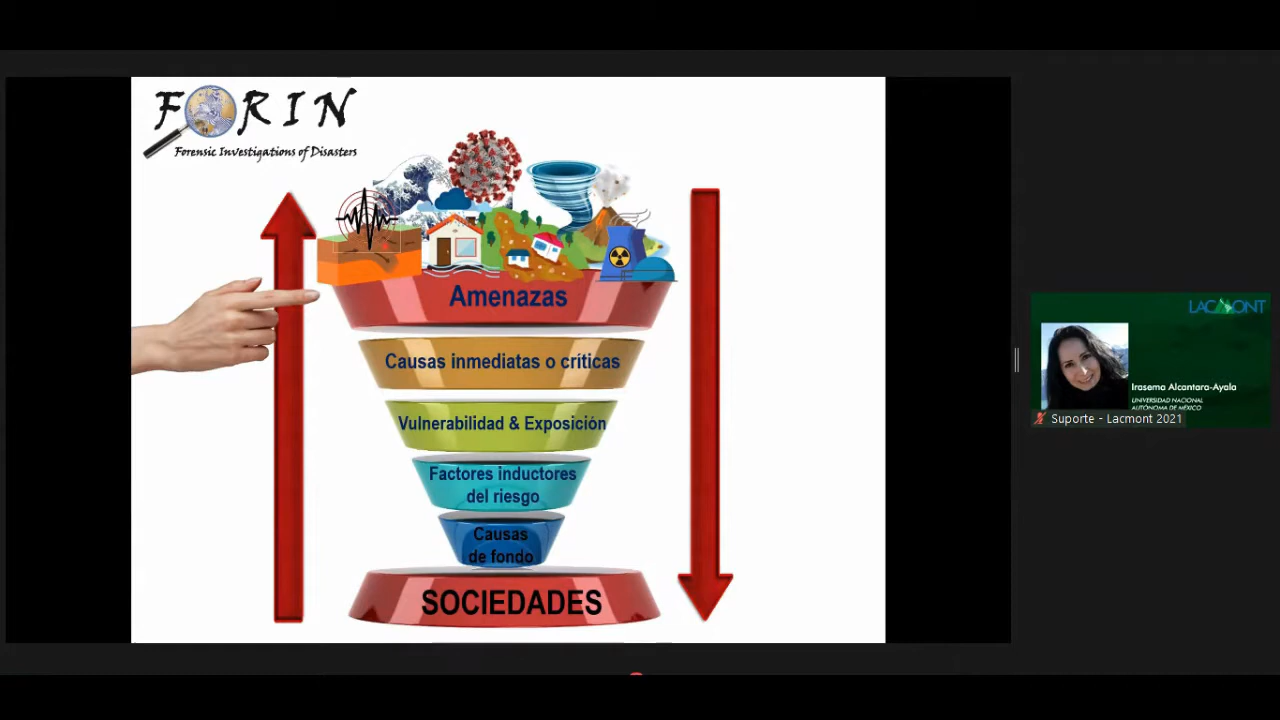 FORIN
Forensic Investigations of Disasters
Amenazas
Causas inmediatas o críticas
Vulnerabilidad & Exposición
Factores inductores
del riesgo
Causas
de fondo
SOCIEDADES
LACMONT
Irasema Alcantara-Ayala
UNIVERSIDAD NACIONAL
AUTÓNOMA DE MÉXICO
Suporte - Lacmont 2021